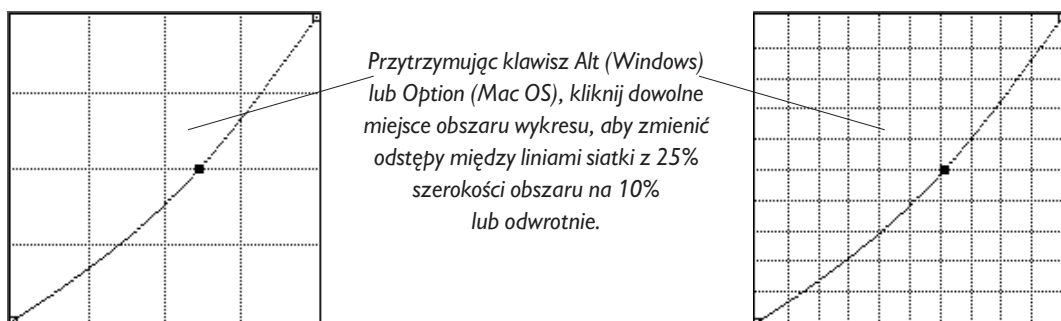 Przytrzymując klawisz Alt (Windows)
lub Option (Mac OS), kliknij dowolne
miejsce obszaru wykresu, aby zmienić
odstępy między liniami siatki z 25%
szerokości obszaru na 10%
lub odwrotnie.